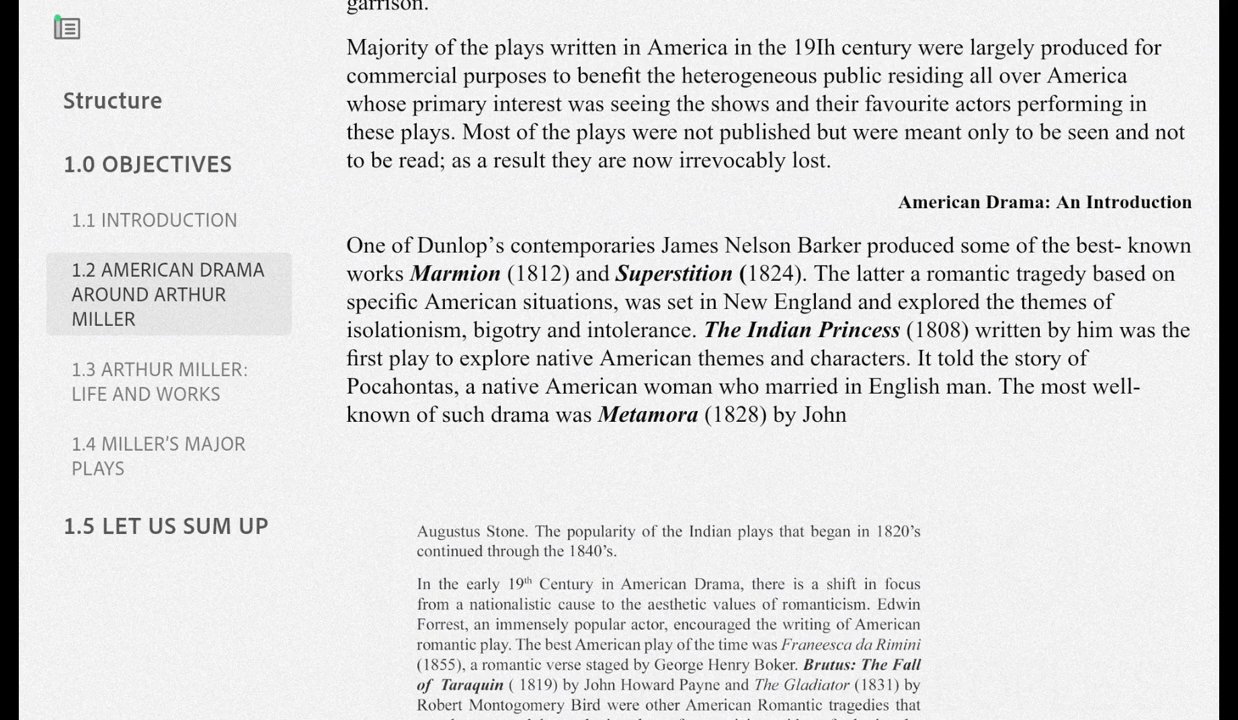 garrison.
Structure
1.0 OBJECTIVES
1.1 INTRODUCTION
1.2 AMERICAN DRAMA
AROUND ARTHUR
MILLER
1.3 ARTHUR MILLER:
LIFE AND WORKS
1.4 MILLER'S MAJOR
PLAYS
1.5 LET US SUM UP
Majority of the plays written in America in the 19Ih century were largely produced for
commercial purposes to benefit the heterogeneous public residing all over America
whose primary interest was seeing the shows and their favourite actors performing in
these plays. Most of the plays were not published but were meant only to be seen and not
to be read; as a result they are now irrevocably lost.
American Drama: An Introduction
One of Dunlop's contemporaries James Nelson Barker produced some of the best- known
works Marmion (1812) and Superstition (1824). The latter a romantic tragedy based on
specific American situations, was set in New England and explored the themes of
isolationism, bigotry and intolerance. The Indian Princess (1808) written by him was the
first play to explore native American themes and characters. It told the story of
Pocahontas, a native American woman who married in English man. The most well-
known of such drama was Metamora (1828) by John
Augustus Stone. The popularity of the Indian plays that began in 1820's
continued through the 1840's.
In the early 19th Century in American Drama, there is a shift in focus
from a nationalistic cause to the aesthetic values of romanticism. Edwin
Forrest, an immensely popular actor, encouraged the writing of American
romantic play. The best American play of the time was Franeesca da Rimini
(1855), a romantic verse staged by George Henry Boker. Brutus: The Fall
of Taraquin ( 1819) by John Howard Payne and The Gladiator (1831) by
Robert Montogomery Bird were other American Romantic tragedies that